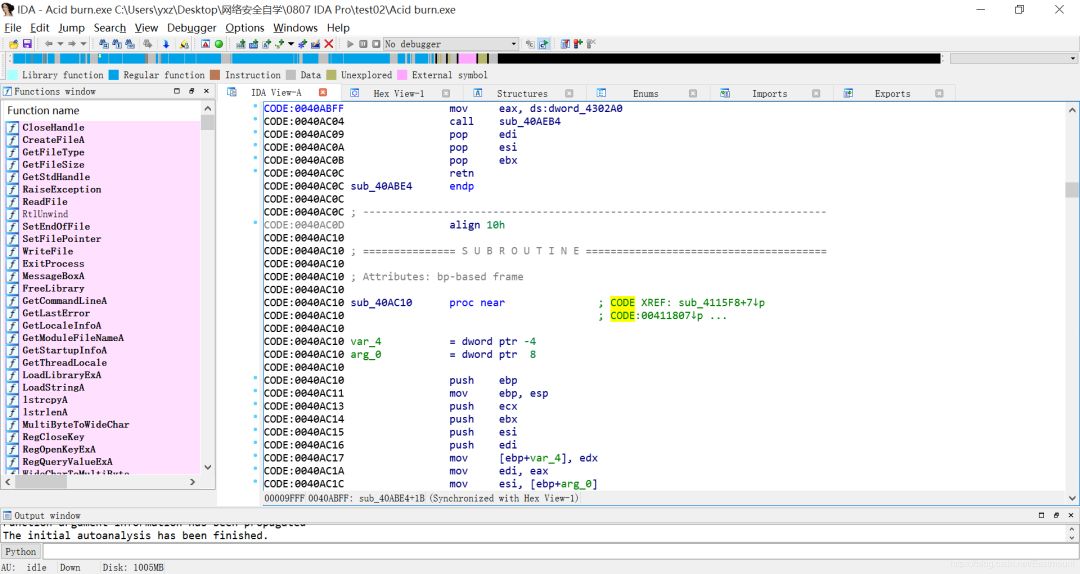 IDA - Acid burn.exe C:\Users\yxz\Desktop\网络安全自学\0807 IDA Pro\test02\Acid burn.exe
File Edit Jump Search View Debugger Options Windows Help
No debugger
Library function Regular function Instruction Data Unexplored External symbol
Functions window
IDA View-A Hex View-1 Structures Enums Imports Exports
Function name
CloseHandle
CreateFileA
GetFileType
GetFileSize
GetStdHandle
RaiseException
ReadFile
RtlUnwind
SetEndOfFile
SetFilePointer
WriteFile
ExitProcess
MessageBoxA
FreeLibrary
GetCommandLineA
GetLastError
GetLocaleInfoA
GetModuleFileNameA
GetStartupInfoA
GetThreadLocale
LoadLibraryExA
LoadStringA
lstrcpyA
lstrlenA
MultiByteToWideChar
RegCloseKey
RegOpenKeyExA
RegQueryValueExA
WideCharToMultiByte
CODE:0040ABFF mov eax, ds:dword_4302A0
CODE:0040AC04 call sub_40AEB4
CODE:0040AC09 pop edi
CODE:0040AC0A pop esi
CODE:0040AC0B pop ebx
CODE:0040AC0C retn
CODE:0040AC0C sub_40ABE4 endp
CODE:0040AC0C
CODE:0040AC0C ; ---------------------------------------------------------------------------
CODE:0040AC0D align 10h
CODE:0040AC10
CODE:0040AC10 ; =============== S U B R O U T I N E =======================================
CODE:0040AC10
CODE:0040AC10 ; Attributes: bp-based frame
CODE:0040AC10
CODE:0040AC10 sub_40AC10 proc near ; CODE XREF: sub_4115F8+7↓p
CODE:0040AC10 ; CODE:00411807↓p ...
CODE:0040AC10
CODE:0040AC10 var_4 = dword ptr -4
CODE:0040AC10 arg_0 = dword ptr 8
CODE:0040AC10
CODE:0040AC10 push ebp
CODE:0040AC11 mov ebp, esp
CODE:0040AC13 push ecx
CODE:0040AC14 push ebx
CODE:0040AC15 push esi
CODE:0040AC16 push edi
CODE:0040AC17 mov [ebp+var_4], edx
CODE:0040AC1A mov edi, eax
CODE:0040AC1C mov esi, [ebp+arg_0]
00009FFF 0040ABFF: sub_40ABE4+1B (Synchronized with Hex View-1)
Output window
Function argument information has been propagated
The initial autoanalysis has been finished.
Python
AU: idle Down Disk: 1005MB
https://blog.csdn.net/Eastmount